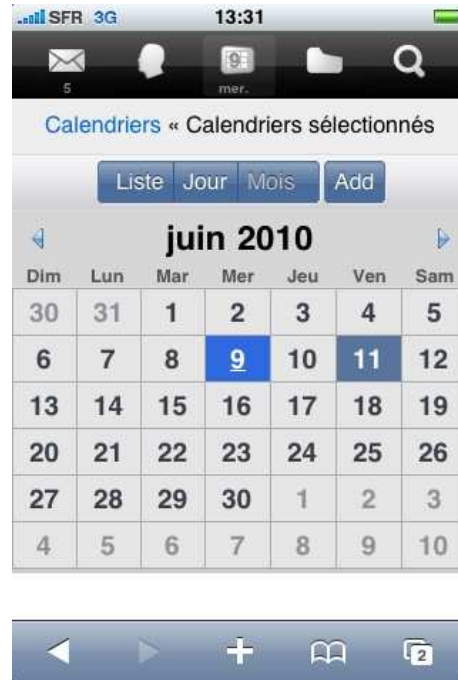 SFR 3G 13:31
9
5 mer.
Calendriers « Calendriers sélectionnés
Liste Jour Mois Add
juin 2010
Dim Lun Mar Mer Jeu Ven Sam
30 31 1 2 3 4 5
6 7 8 9 10 11 12
13 14 15 16 17 18 19
20 21 22 23 24 25 26
27 28 29 30 1 2 3
4 5 6 7 8 9 10
2